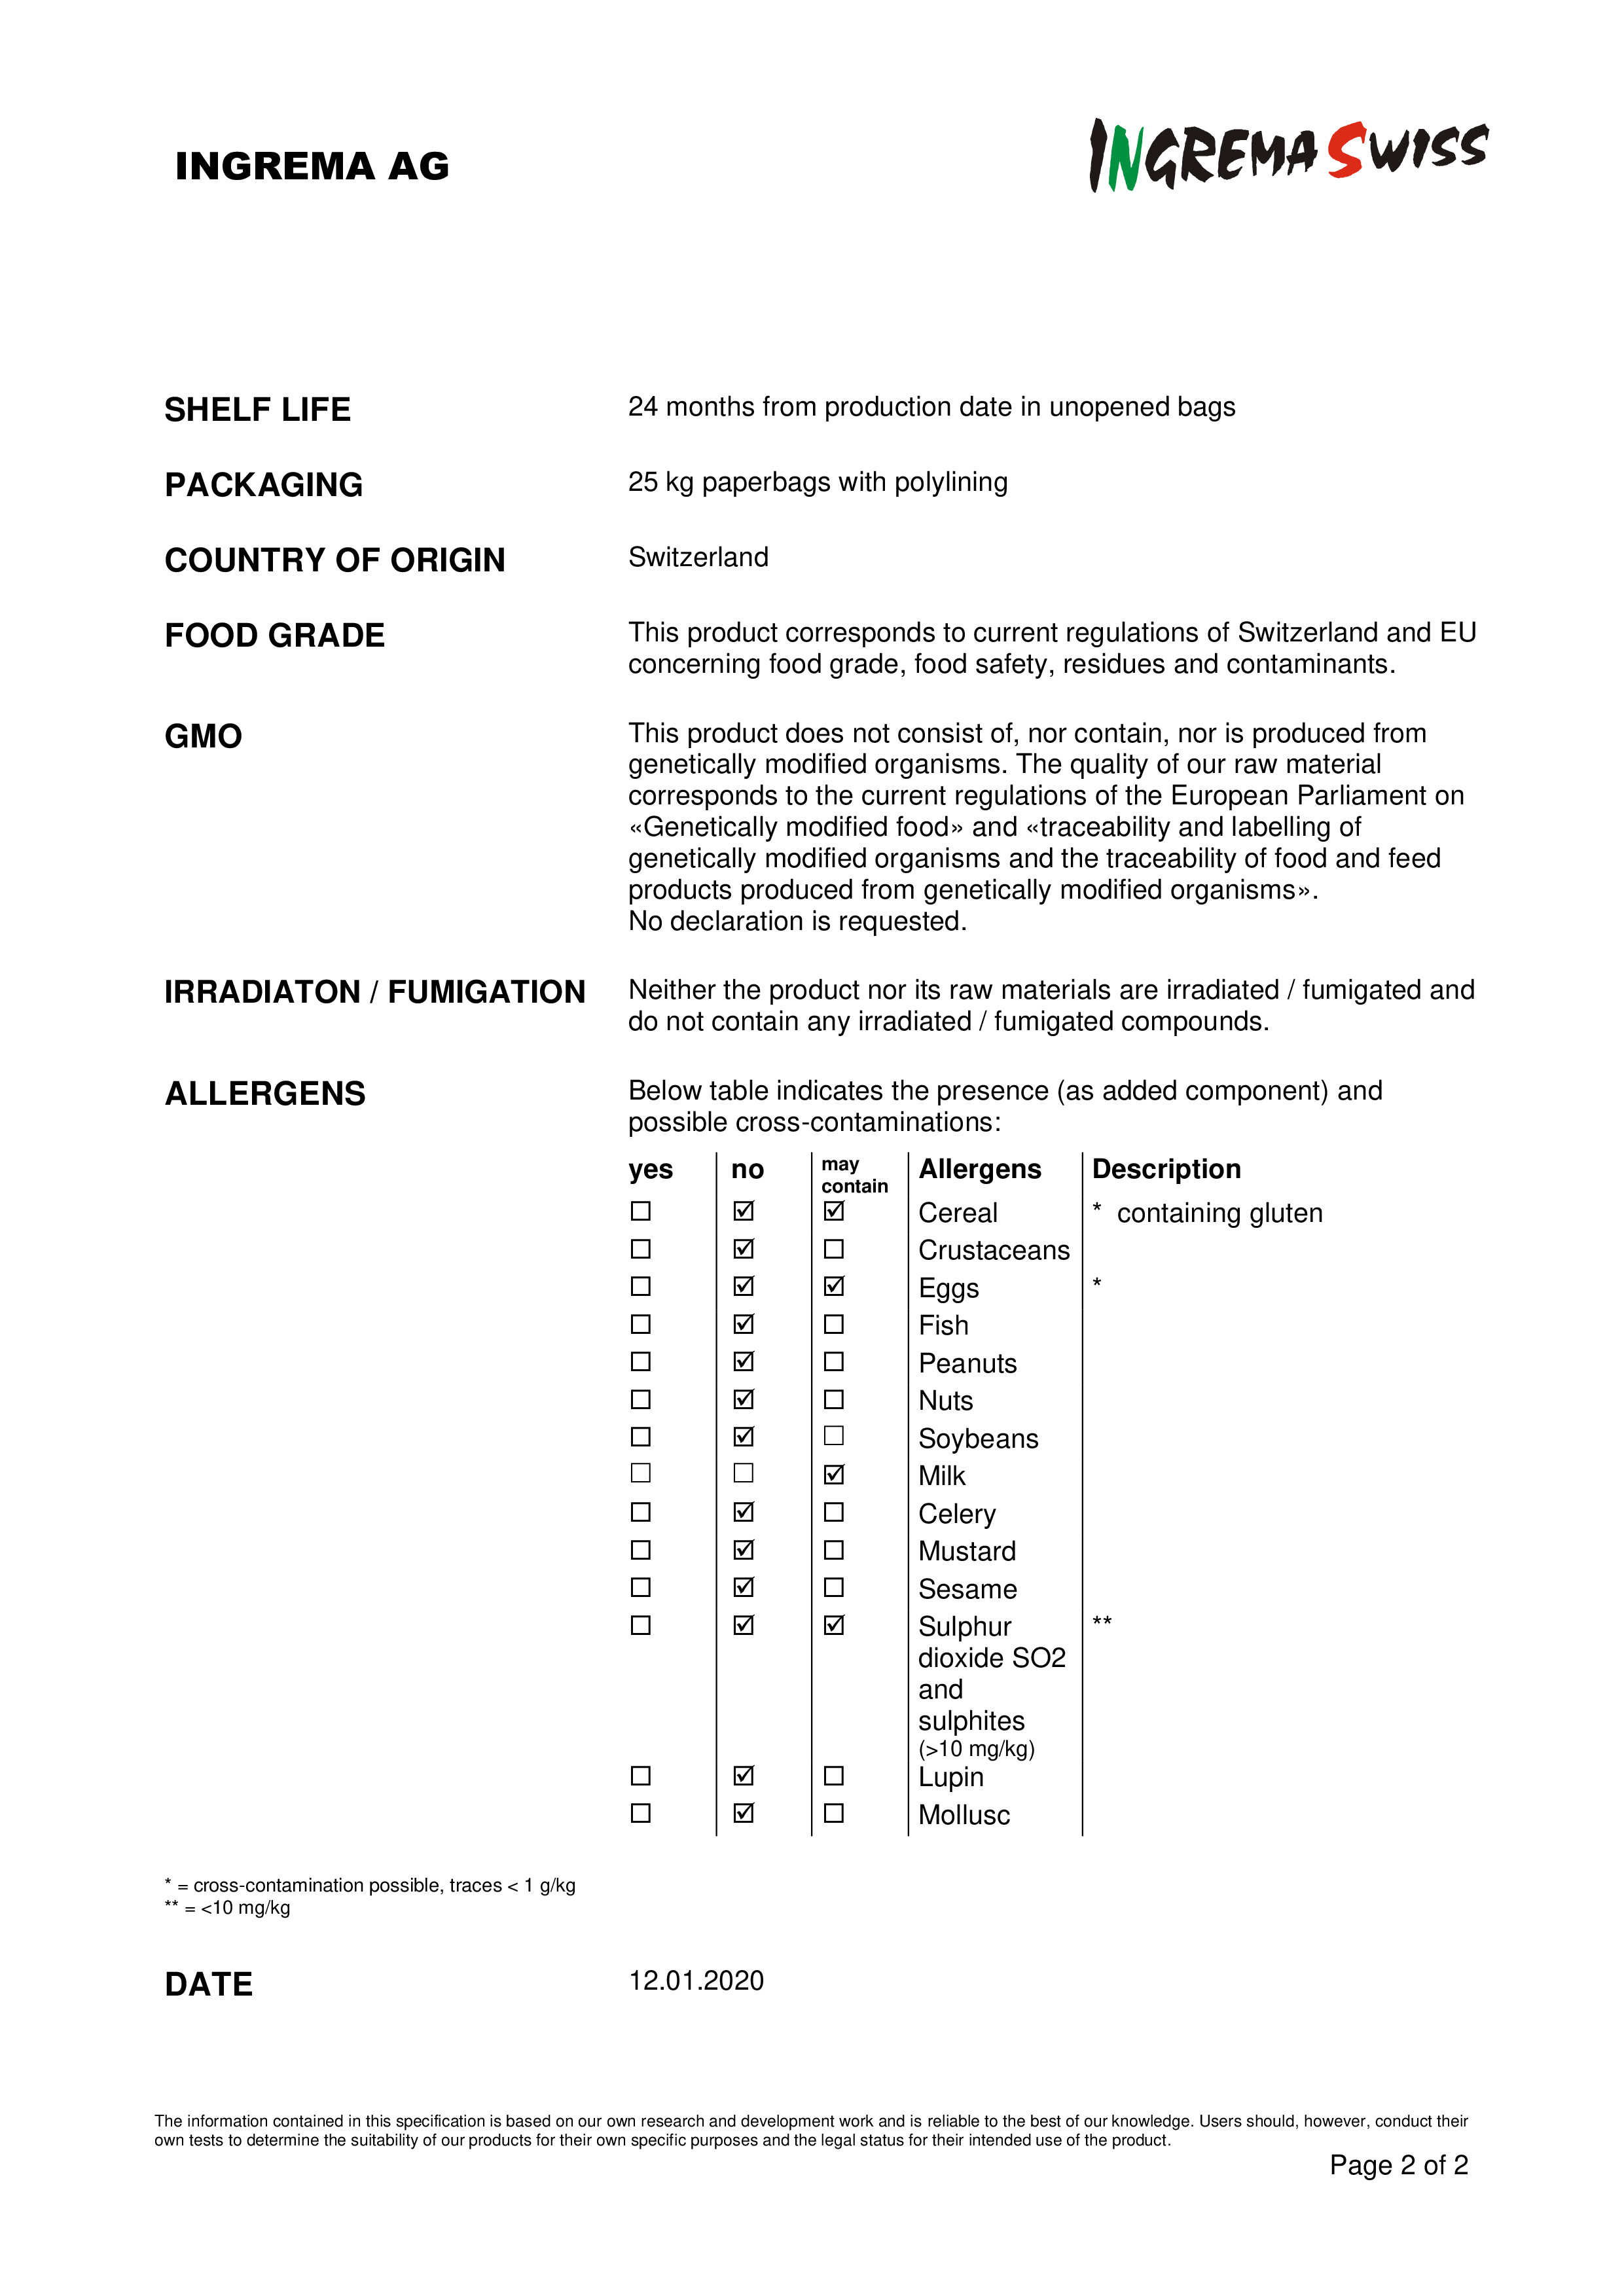 INGREMA AG
INGREMA SWISS
SHELF LIFE 24 months from production date in unopened bags
PACKAGING 25 kg paperbags with polylining
COUNTRY OF ORIGIN Switzerland
FOOD GRADE This product corresponds to current regulations of Switzerland and EU
concerning food grade, food safety, residues and contaminants.
GMO This product does not consist of, nor contain, nor is produced from
genetically modified organisms. The quality of our raw material
corresponds to the current regulations of the European Parliament on
«Genetically modified food» and «traceability and labelling of
genetically modified organisms and the traceability of food and feed
products produced from genetically modified organisms».
No declaration is requested.
IRRADIATON / FUMIGATION Neither the product nor its raw materials are irradiated / fumigated and
do not contain any irradiated / fumigated compounds.
ALLERGENS Below table indicates the presence (as added component) and
possible cross-contaminations:
yes no may contain Allergens Description
☐ ☑ ☑ Cereal * containing gluten
☐ ☑ ☐ Crustaceans
☐ ☑ ☑ Eggs *
☐ ☑ ☐ Fish
☐ ☑ ☐ Peanuts
☐ ☑ ☐ Nuts
☐ ☑ ☐ Soybeans
☐ ☐ ☑ Milk
☐ ☑ ☐ Celery
☐ ☑ ☐ Mustard
☐ ☑ ☐ Sesame
☐ ☑ ☑ Sulphur **
dioxide SO2
and
sulphites
(>10 mg/kg)
☐ ☑ ☐ Lupin
☐ ☑ ☐ Mollusc
* = cross-contamination possible, traces < 1 g/kg
** = <10 mg/kg
DATE 12.01.2020
The information contained in this specification is based on our own research and development work and is reliable to the best of our knowledge. Users should, however, conduct their
own tests to determine the suitability of our products for their own specific purposes and the legal status for their intended use of the product.
Page 2 of 2